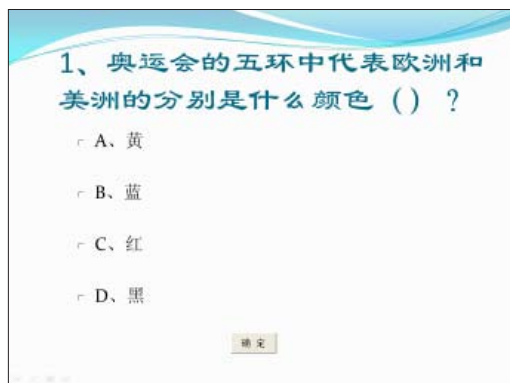 1、奥运会的五环中代表欧洲和
美洲的分别是什么颜色（）？
A、黄
B、蓝
C、红
D、黑
确 定